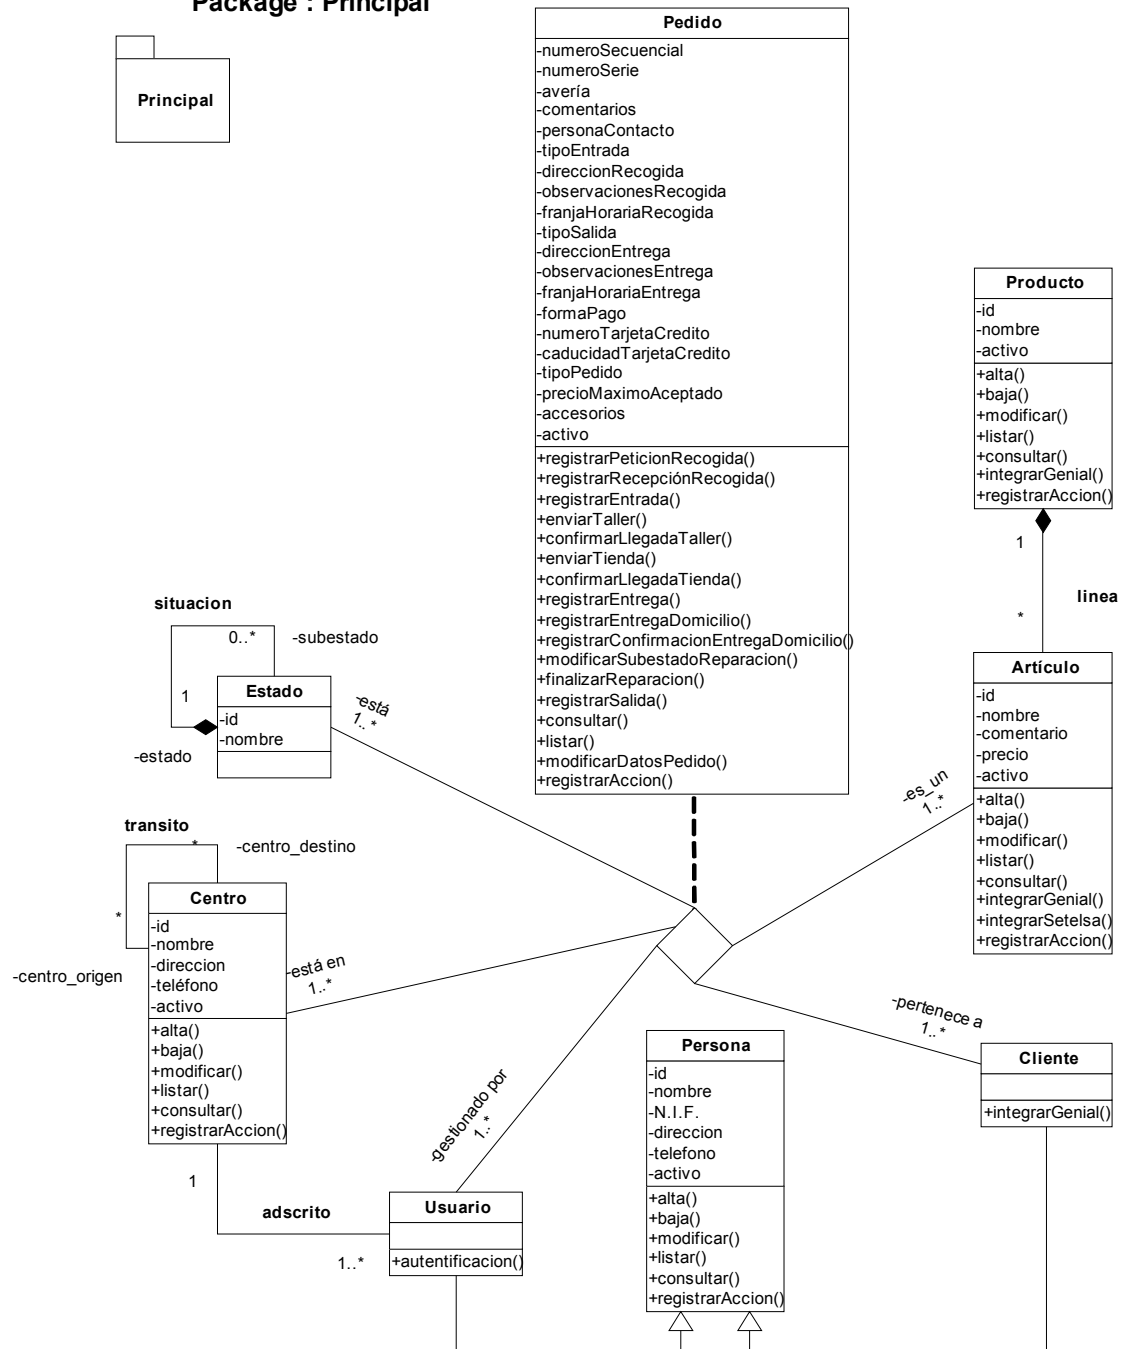 Package : Principal
Principal
Pedido
-numeroSecuencial
-numeroSerie
-avería
-comentarios
-personaContacto
-tipoEntrada
-direccionRecogida
-observacionesRecogida
-franjaHorariaRecogida
-tipoSalida
-direccionEntrega
-observacionesEntrega
-franjaHorariaEntrega
-formaPago
-numeroTarjetaCredito
-caducidadTarjetaCredito
-tipoPedido
-precioMaximoAceptado
-accesorios
-activo
+registrarPeticionRecogida()
+registrarRecepciónRecogida()
+registrarEntrada()
+enviarTaller()
+confirmarLlegadaTaller()
+enviarTienda()
+confirmarLlegadaTienda()
+registrarEntrega()
+registrarEntregaDomicilio()
+registrarConfirmacionEntregaDomicilio()
+modificarSubestadoReparacion()
+finalizarReparacion()
+registrarSalida()
+consultar()
+listar()
+modificarDatosPedido()
+registrarAccion()
Producto
-id
-nombre
-activo
+alta()
+baja()
+modificar()
+listar()
+consultar()
+integrarGenial()
+registrarAccion()
1
linea
*
Artículo
-id
-nombre
-comentario
-precio
-activo
+alta()
+baja()
+modificar()
+listar()
+consultar()
+integrarGenial()
+integrarSetelsa()
+registrarAccion()
situacion
0..*
-subestado
1
-estado
Estado
-id
-nombre
-está
1..*
-es_un
1..*
transito
*
-centro_destino
*
-centro_origen
Centro
-id
-nombre
-direccion
-teléfono
-activo
+alta()
+baja()
+modificar()
+listar()
+consultar()
+registrarAccion()
-está en
1..*
-pertenece a
1..*
-gestionado por
1..*
Persona
-id
-nombre
-N.I.F.
-direccion
-telefono
-activo
+alta()
+baja()
+modificar()
+listar()
+consultar()
+registrarAccion()
Cliente
+integrarGenial()
1
adscrito
1..*
Usuario
+autentificacion()